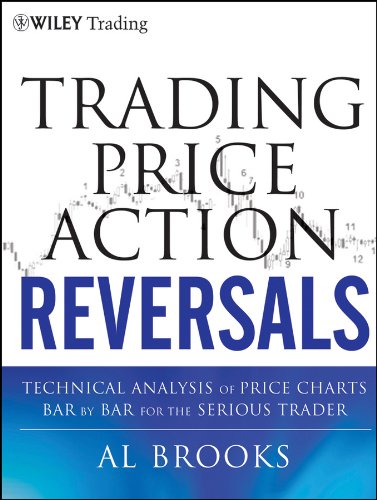 WILEY Trading
TRADING
PRICE
ACTION
REVERSALS
TECHNICAL ANALYSIS OF PRICE CHARTS
BAR BY BAR FOR THE SERIOUS TRADER
AL BROOKS